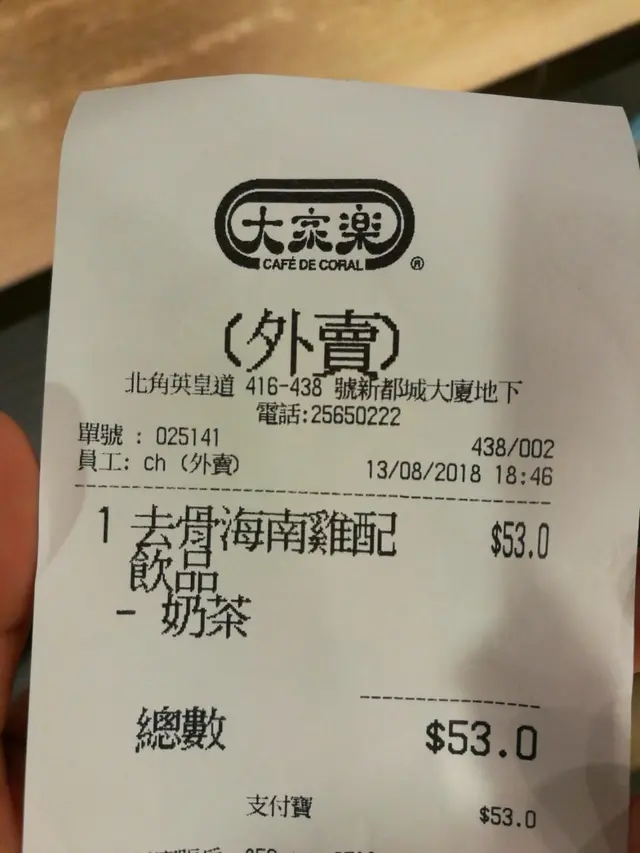 大家樂
CAFÉ DE CORAL ®
(外賣)
北角英皇道 416-438 號新都城大廈地下
電話:25650222
單號 : 025141 438/002
員工: ch (外賣) 13/08/2018 18:46
1 去骨海南雞配 $53.0
飲品
- 奶茶
總數 $53.0
支付寶 $53.0